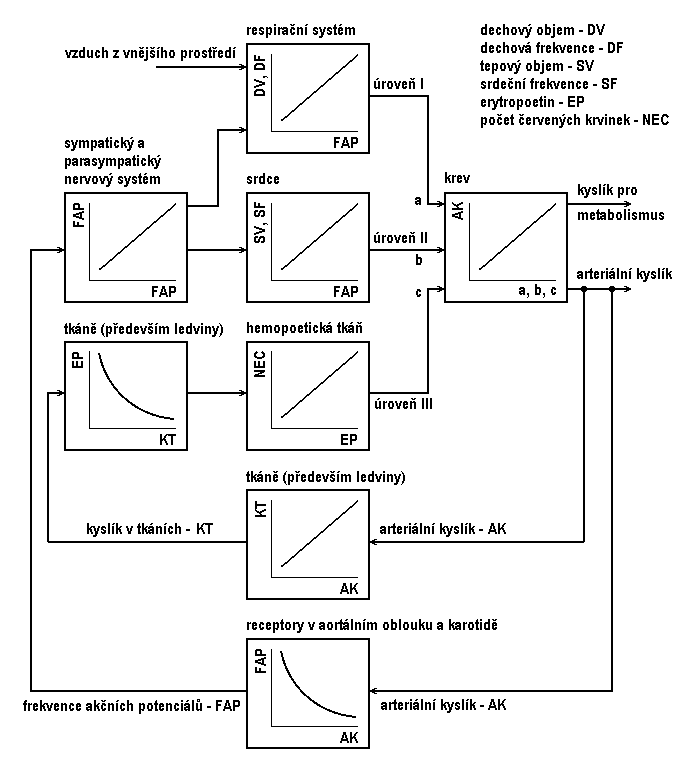 respirační systém
dechový objem - DV
dechová frekvence - DF
tepový objem - SV
srdeční frekvence - SF
erytropoetin - EP
počet červených krvinek - NEC
vzduch z vnějšího prostředí
DV, DF
FAP
úroveň I
sympatický a
parasympatický
nervový systém
FAP
FAP
srdce
SV, SF
FAP
úroveň II
krev
a
b
c
AK
a, b, c
kyslík pro
metabolismus
arteriální kyslík
tkáně (především ledviny)
EP
KT
hemopoetická tkáň
NEC
EP
úroveň III
tkáně (především ledviny)
KT
AK
kyslík v tkáních - KT
arteriální kyslík - AK
receptory v aortálním oblouku a karotidě
FAP
AK
frekvence akčních potenciálů - FAP
arteriální kyslík - AK